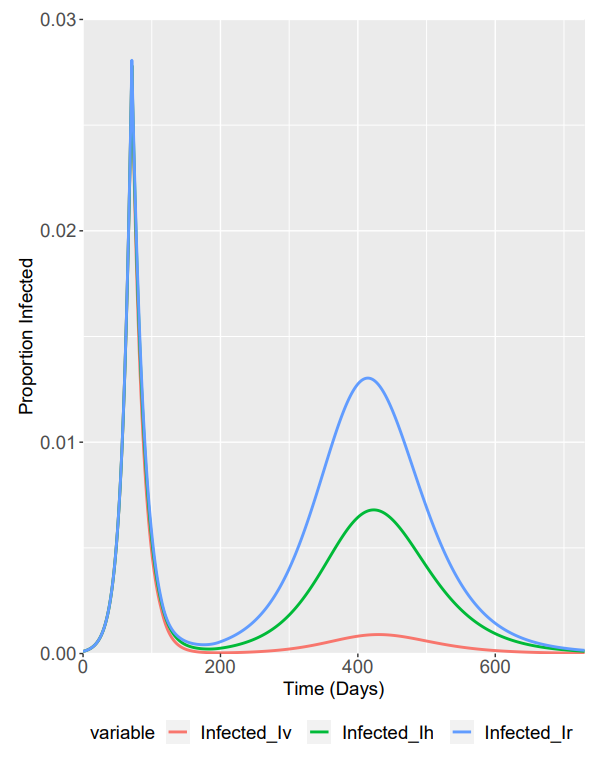 0.03
0.02
0.01
0.00
Proportion Infected
0 200 400 600
Time (Days)
variable Infected_Iv Infected_Ih Infected_Ir